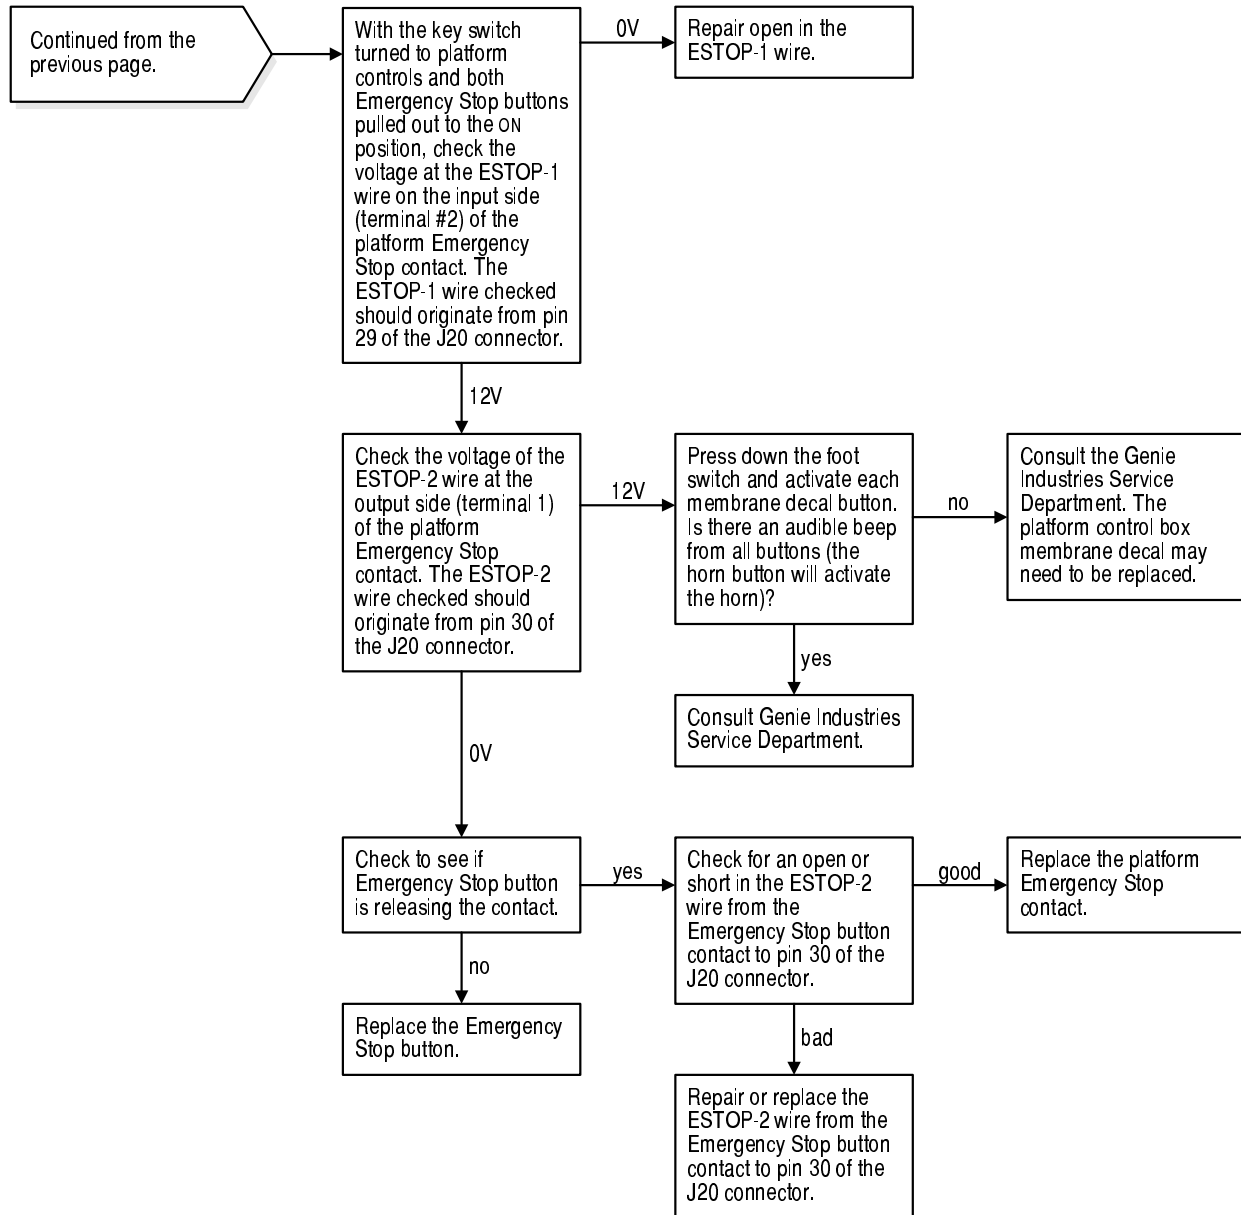 Continued from the
previous page.
With the key switch
turned to platform
controls and both
Emergency Stop buttons
pulled out to the ON
position, check the
voltage at the ESTOP-1
wire on the input side
(terminal #2) of the
platform Emergency
Stop contact. The
ESTOP-1 wire checked
should originate from pin
29 of the J20 connector.
0V
Repair open in the
ESTOP-1 wire.
12V
Check the voltage of the
ESTOP-2 wire at the
output side (terminal 1)
of the platform
Emergency Stop
contact. The ESTOP-2
wire checked should
originate from pin 30 of
the J20 connector.
12V
Press down the foot
switch and activate each
membrane decal button.
Is there an audible beep
from all buttons (the
horn button will activate
the horn)?
no
Consult the Genie
Industries Service
Department. The
platform control box
membrane decal may
need to be replaced.
yes
Consult Genie Industries
Service Department.
0V
Check to see if
Emergency Stop button
is releasing the contact.
yes
Check for an open or
short in the ESTOP-2
wire from the
Emergency Stop button
contact to pin 30 of the
J20 connector.
good
Replace the platform
Emergency Stop
contact.
no
Replace the Emergency
Stop button.
bad
Repair or replace the
ESTOP-2 wire from the
Emergency Stop button
contact to pin 30 of the
J20 connector.